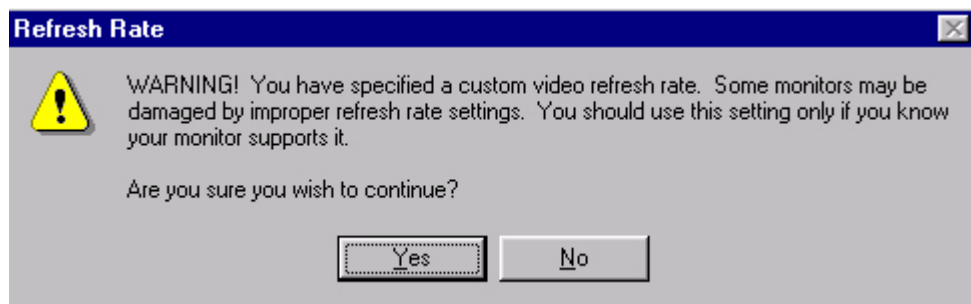 Refresh Rate
WARNING! You have specified a custom video refresh rate. Some monitors may be
damaged by improper refresh rate settings. You should use this setting only if you know
your monitor supports it.
Are you sure you wish to continue?
Yes
No